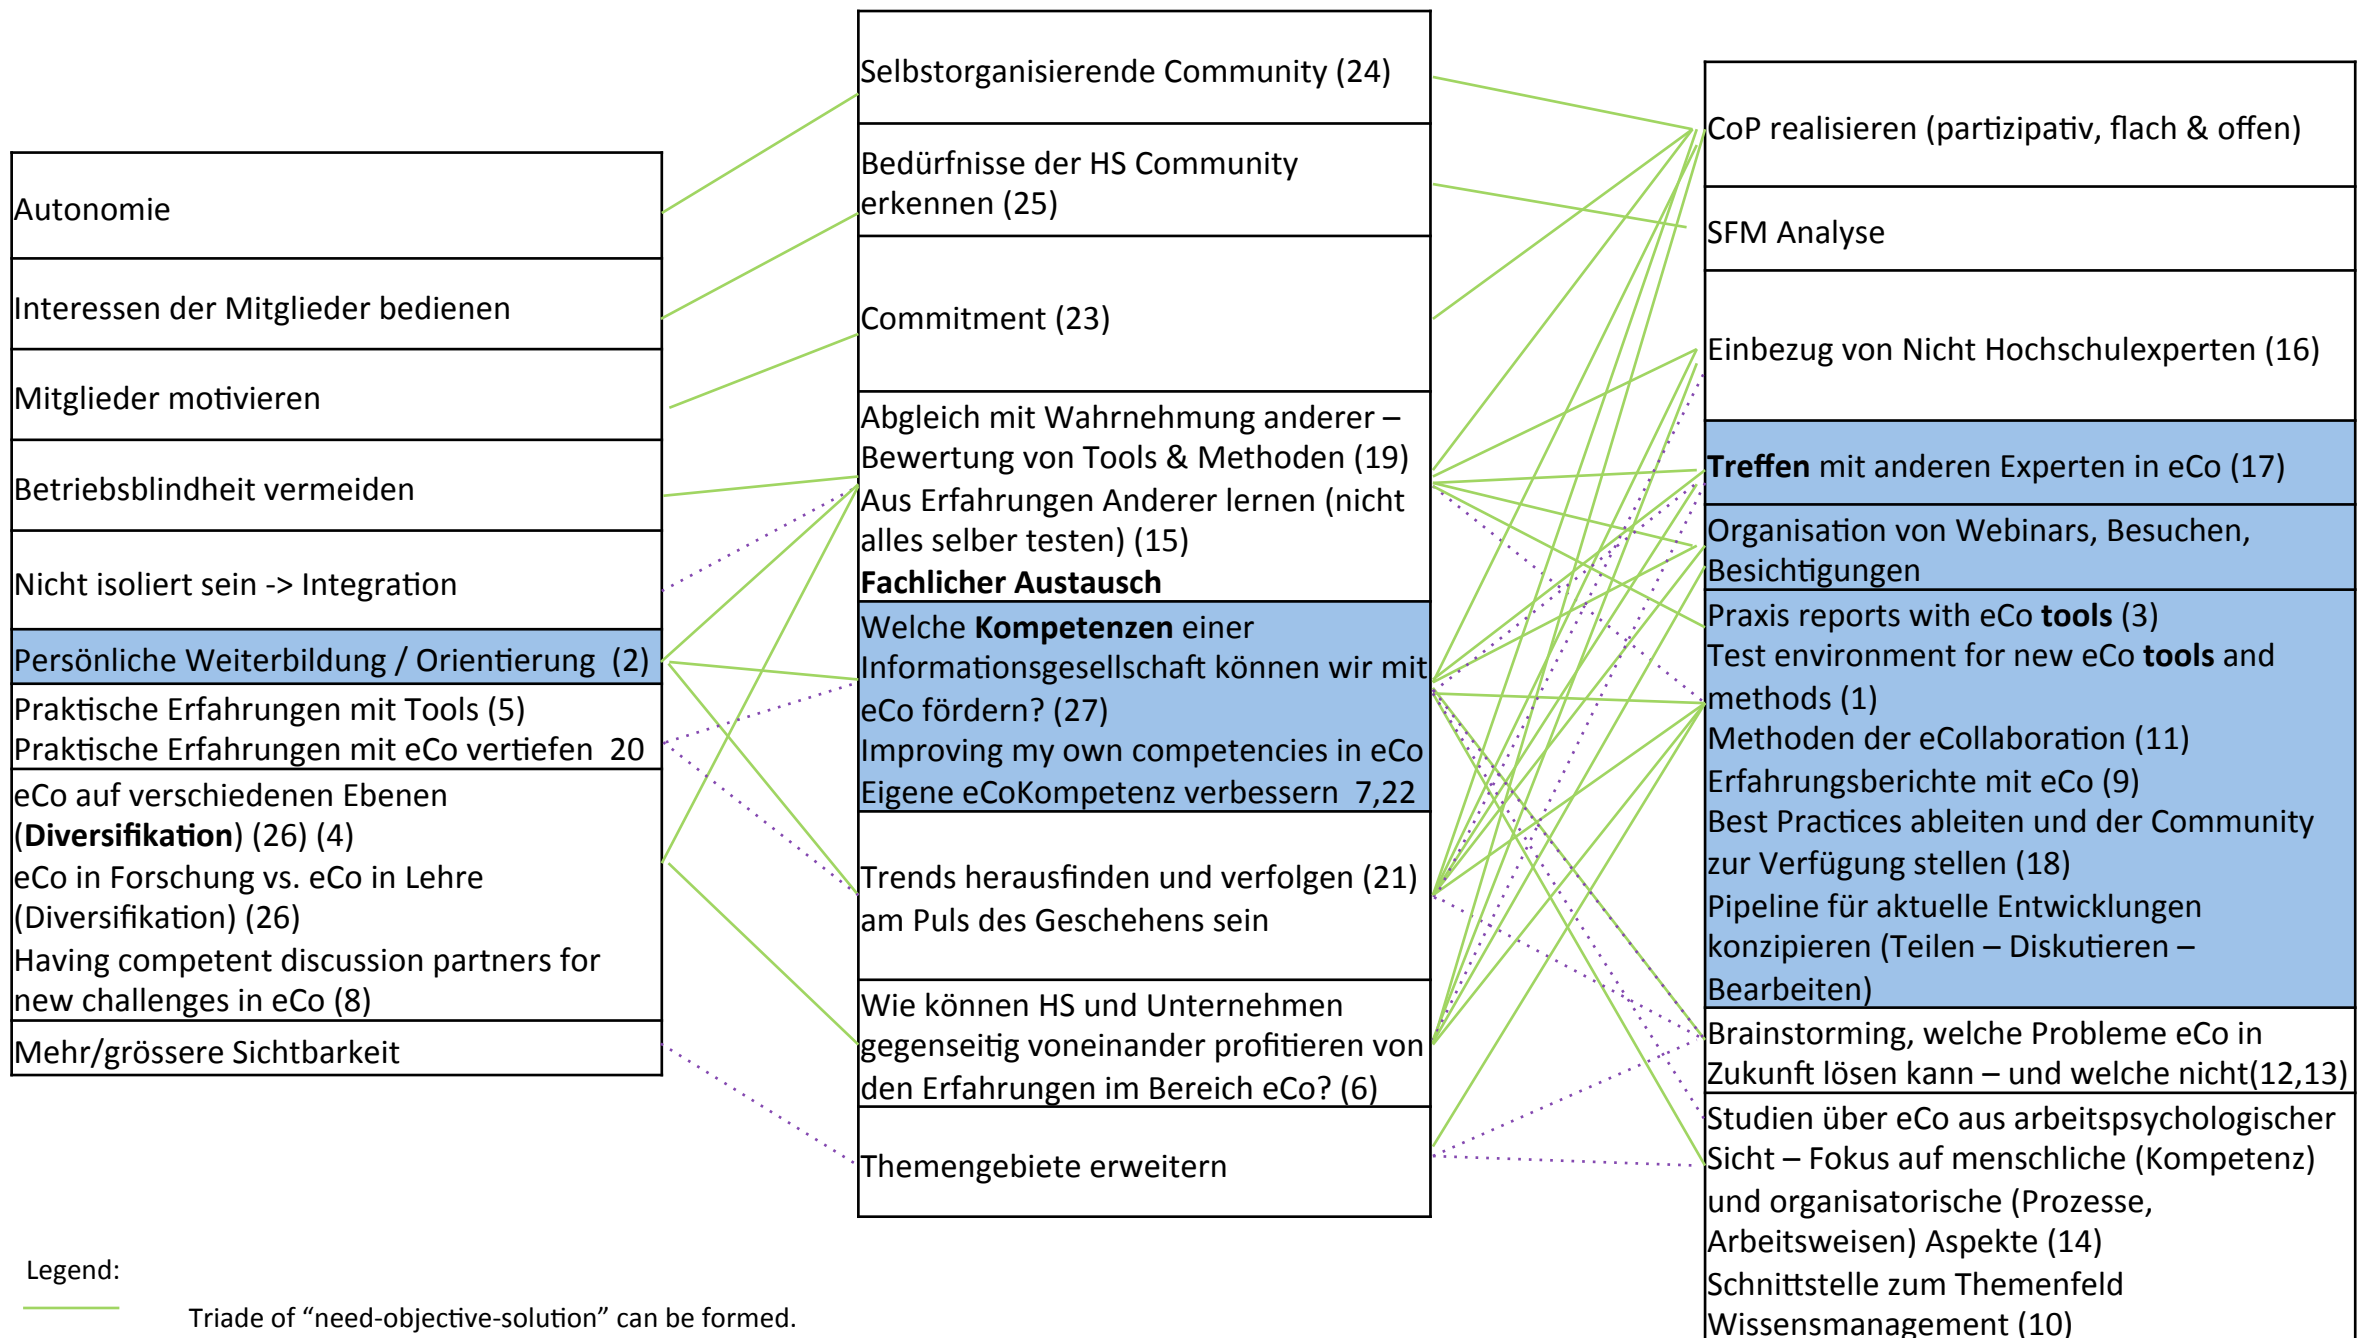 Autonomie
Interessen der Mitglieder bedienen
Mitglieder motivieren
Betriebsblindheit vermeiden
Nicht isoliert sein -> Integration
Persönliche Weiterbildung / Orientierung (2)
Praktische Erfahrungen mit Tools (5)
Praktische Erfahrungen mit eCo vertiefen 20
eCo auf verschiedenen Ebenen
(Diversifikation) (26) (4)
eCo in Forschung vs. eCo in Lehre
(Diversifikation) (26)
Having competent discussion partners for
new challenges in eCo (8)
Mehr/grössere Sichtbarkeit
Selbstorganisierende Community (24)
Bedürfnisse der HS Community
erkennen (25)
Commitment (23)
Abgleich mit Wahrnehmung anderer –
Bewertung von Tools & Methoden (19)
Aus Erfahrungen Anderer lernen (nicht
alles selber testen) (15)
Fachlicher Austausch
Welche Kompetenzen einer
Informationsgesellschaft können wir mit
eCo fördern? (27)
Improving my own competencies in eCo
Eigene eCoKompetenz verbessern 7,22
Trends herausfinden und verfolgen (21)
am Puls des Geschehens sein
Wie können HS und Unternehmen
gegenseitig voneinander profitieren von
den Erfahrungen im Bereich eCo? (6)
Themengebiete erweitern
CoP realisieren (partizipativ, flach & offen)
SFM Analyse
Einbezug von Nicht Hochschulexperten (16)
Treffen mit anderen Experten in eCo (17)
Organisation von Webinars, Besuchen,
Besichtigungen
Praxis reports with eCo tools (3)
Test environment for new eCo tools and
methods (1)
Methoden der eCollaboration (11)
Erfahrungsberichte mit eCo (9)
Best Practices ableiten und der Community
zur Verfügung stellen (18)
Pipeline für aktuelle Entwicklungen
konzipieren (Teilen – Diskutieren –
Bearbeiten)
Brainstorming, welche Probleme eCo in
Zukunft lösen kann – und welche nicht(12,13)
Studien über eCo aus arbeitspsychologischer
Sicht – Fokus auf menschliche (Kompetenz)
und organisatorische (Prozesse,
Arbeitsweisen) Aspekte (14)
Schnittstelle zum Themenfeld
Wissensmanagement (10)
Legend:
Triade of “need-objective-solution” can be formed.